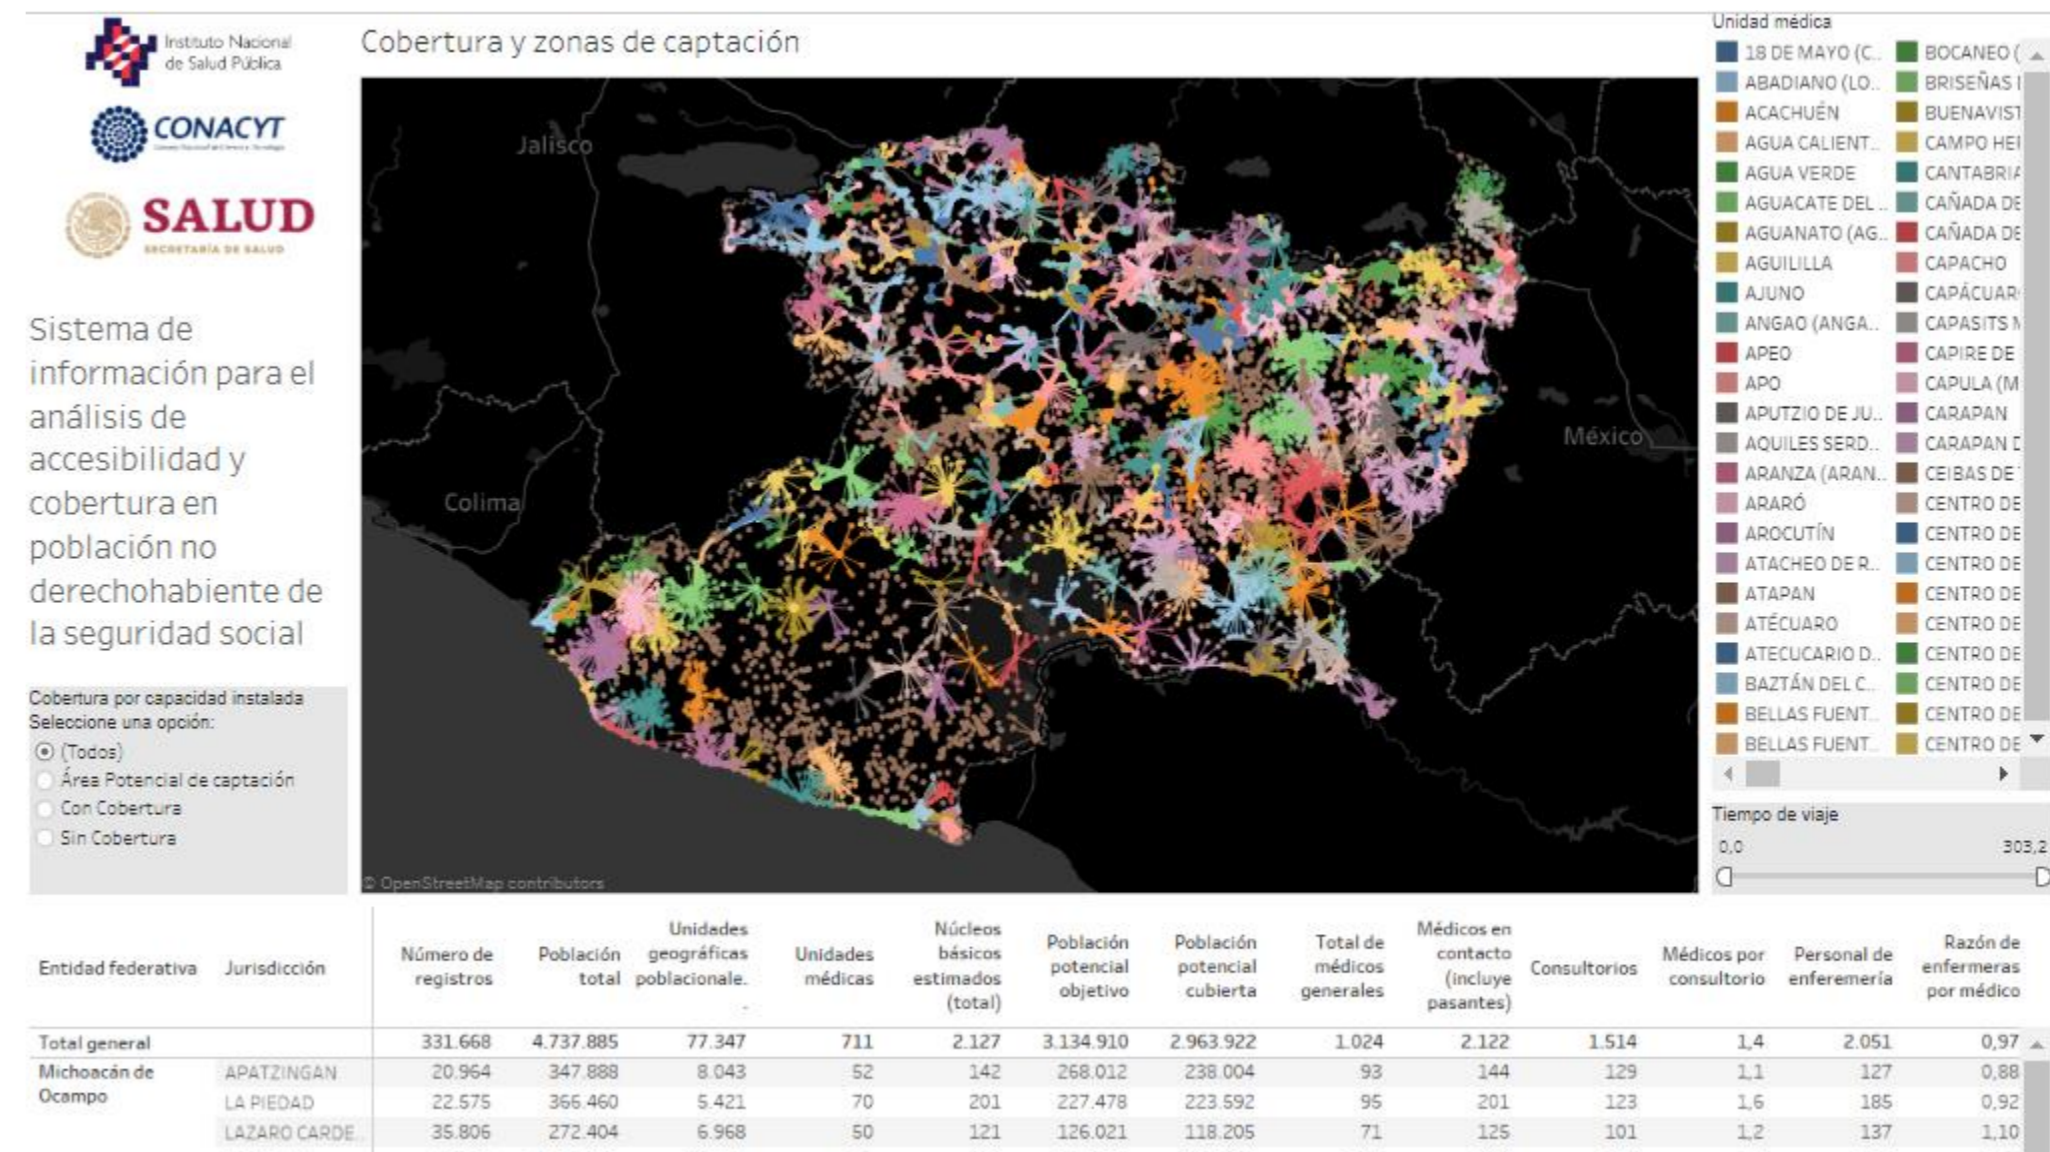 Instituto Nacional
de Salud Pública
CONACYT
SALUD
SECRETARÍA DE SALUD
Sistema de
información para el
análisis de
accesibilidad y
cobertura en
población no
derechohabiente de
la seguridad social
Cobertura por capacidad instalada
Seleccione una opción:
(Todos)
Área Potencial de captación
Con Cobertura
Sin Cobertura
Cobertura y zonas de captación
Jalisco
Colima
México
© OpenStreetMap contributors
Unidad médica
18 DE MAYO (C..
ABADIANO (LO..
ACACHUÉN
AGUA CALIENT..
AGUA VERDE
AGUACATE DEL ..
AGUANATO (AG..
AGUILILLA
AJUNO
ANGAO (ANGA..
APEO
APO
APUTZIO DE JU..
AQUILES SERD..
ARANZA (ARAN..
ARARÓ
AROCUTÍN
ATACHEO DE R..
ATAPAN
ATÉCUARO
ATECUCARIO D..
BAZTÁN DEL C..
BELLAS FUENT..
BELLAS FUENT..
BOCANEO (
BRISEÑAS
BUENAVIST
CAMPO HE
CANTABRIA
CAÑADA DE
CAÑADA DE
CAPACHO
CAPÁCUAR
CAPASITS
CAPIRE DE
CAPULA (M
CARAPAN
CARAPAN
CEIBAS DE
CENTRO DE
CENTRO DE
CENTRO DE
CENTRO DE
CENTRO DE
CENTRO DE
CENTRO DE
CENTRO DE
CENTRO DE
Tiempo de viaje
0,0 303,2
Entidad federativa Jurisdicción Número de registros Población total Unidades geográficas poblacionale.. Unidades médicas Núcleos básicos estimados (total) Población potencial objetivo Población potencial cubierta Total de médicos generales Médicos en contacto (incluye pasantes) Consultorios Médicos por consultorio Personal de enferemería Razón de enfermeras por médico
Total general 331.668 4.737.885 77.347 711 2.127 3.134.910 2.963.922 1.024 2.122 1.514 1,4 2.051 0,97
Michoacán de Ocampo APATZINGAN 20.964 347.888 8.043 52 142 268.012 238.004 93 144 129 1,1 127 0,88
LA PIEDAD 22.575 366.460 5.421 70 201 227.478 223.592 95 201 123 1,6 185 0,92
LAZARO CARDE.. 35.806 272.404 6.968 50 121 126.021 118.205 71 125 101 1,2 137 1,10